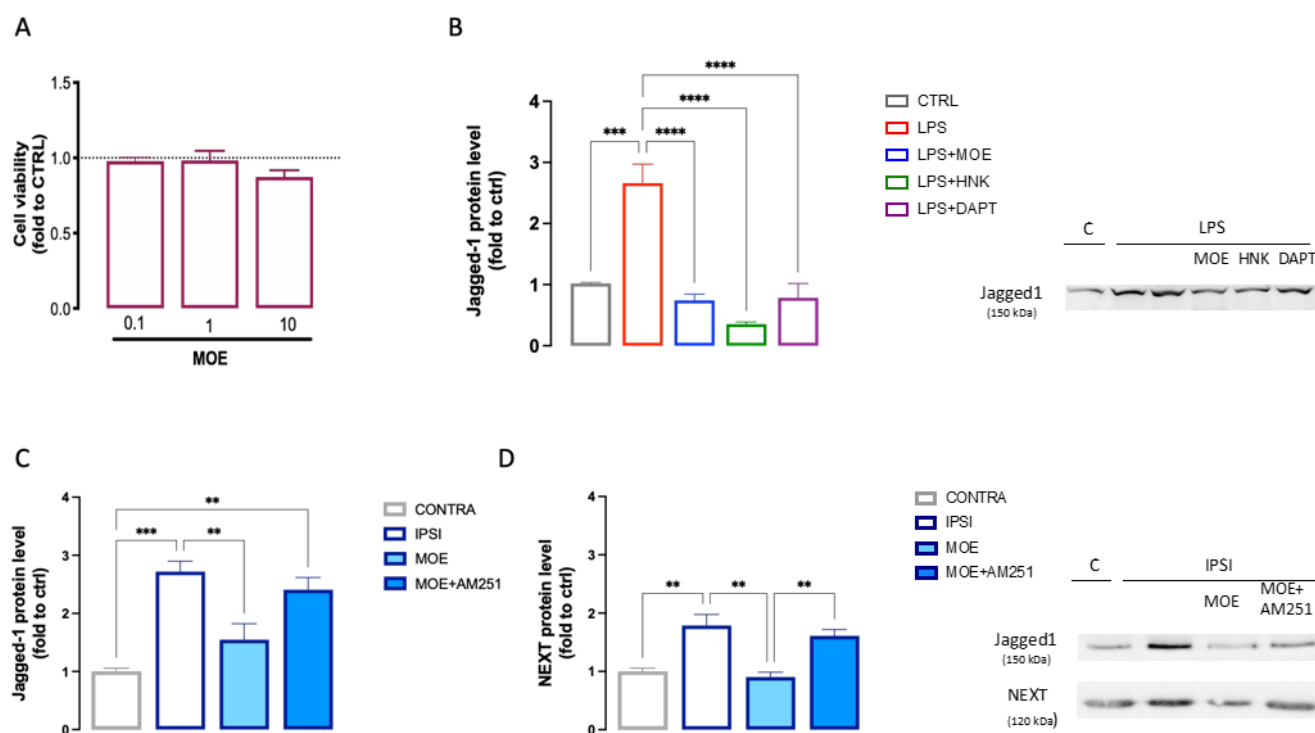 A
Cell viability
(fold to CTRL)
1.5
1.0
0.5
0.0
0.1 1 10
MOE
B
Jagged-1 protein level
(fold to ctrl)
4
3
2
1
0
*** ****
****
****
CTRL
LPS
LPS+MOE
LPS+HNK
LPS+DAPT
C LPS
MOE HNK DAPT
Jagged1
(150 kDa)
C
Jagged-1 protein level
(fold to ctrl)
4
3
2
1
0
**
*** **
CONTRA
IPSI
MOE
MOE+AM251
D
NEXT protein level
(fold to ctrl)
4
3
2
1
0
** ** **
CONTRA
IPSI
MOE
MOE+AM251
C IPSI
MOE MOE+
AM251
Jagged1
(150 kDa)
NEXT
(120 kDa)